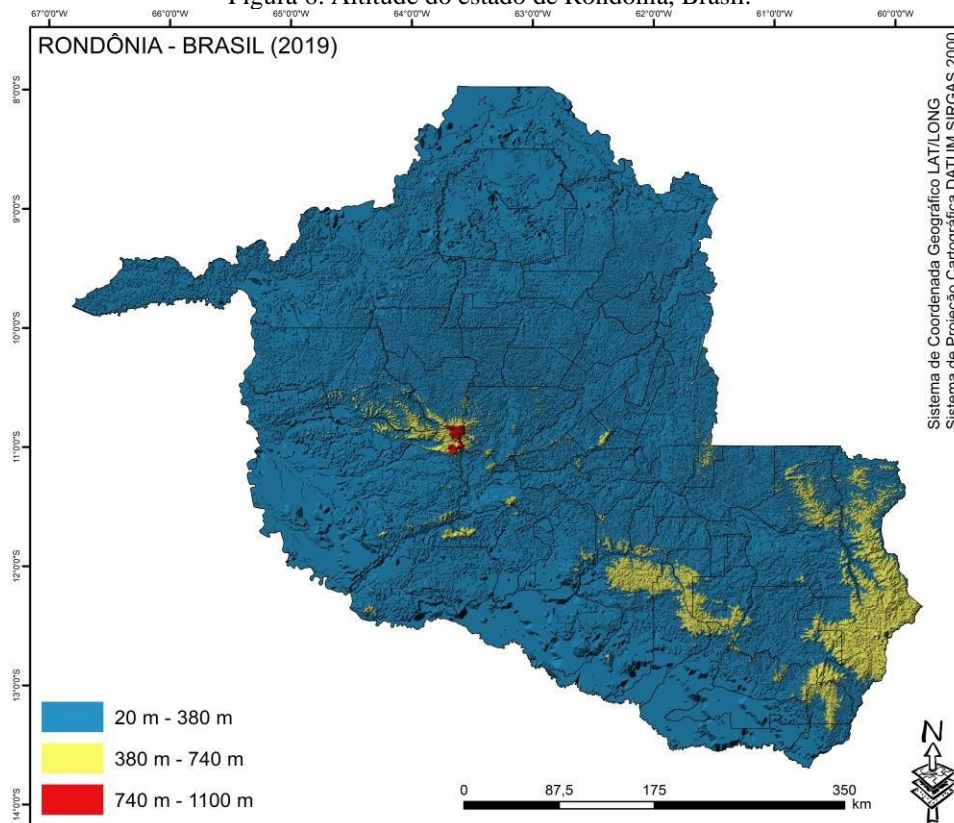 Figura 8. Altitude do estado de Rondônia, Brasil.
67°0'0"O 66°0'0"O 65°0'0"O 64°0'0"O 63°0'0"O 62°0'0"O 61°0'0"O 60°0'0"O
RONDÔNIA - BRASIL (2019)
8°0'0"S
9°0'0"S
10°0'0"S
11°0'0"S
12°0'0"S
13°0'0"S
14°0'0"S
Sistema de Coordenada Geográfico LAT/LONG
Sistema de Projeção Cartográfica DATUM SIRGAS 2000
20 m - 380 m
380 m - 740 m
740 m - 1100 m
N
0 87,5 175 350
km